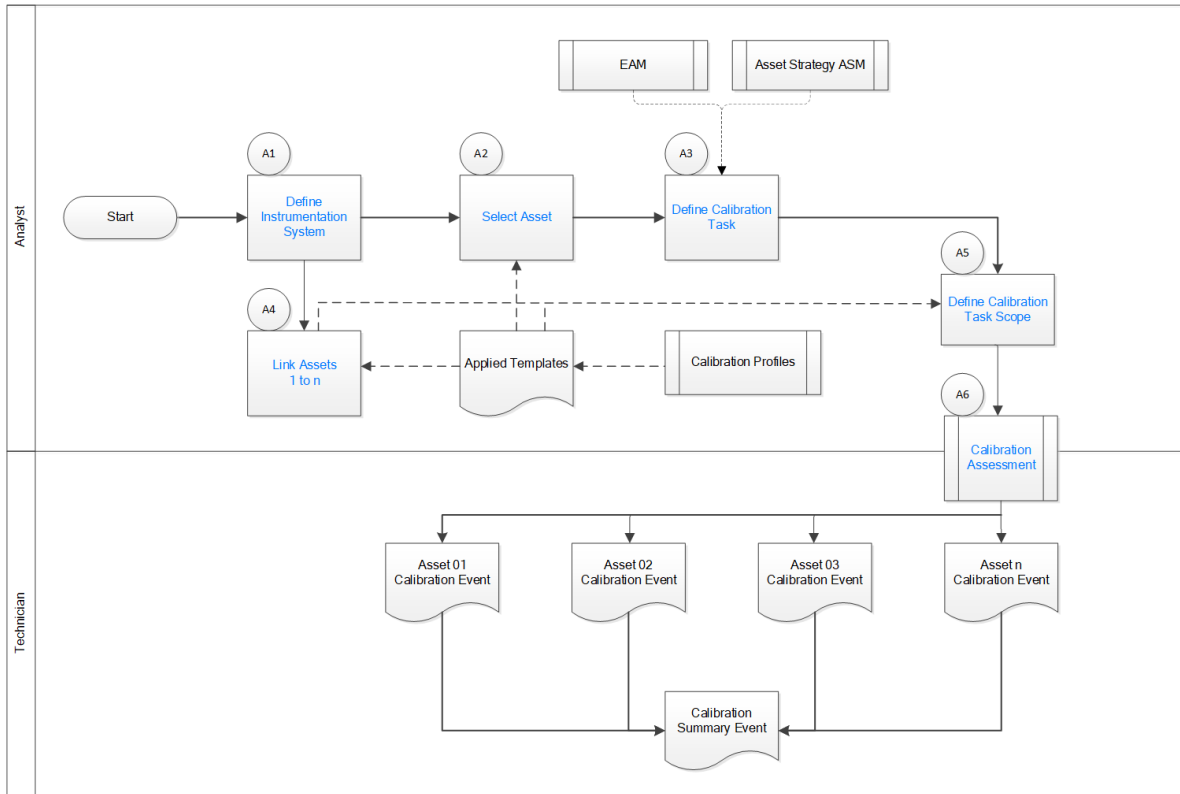 EAM
Asset Strategy ASM
A1
A2
A3
Analyst
Start
Define
Instrumentation
System
Select Asset
Define Calibration
Task
A5
A4
Define Calibration
Task Scope
Link Assets
1 to n
Applied Templates
Calibration Profiles
A6
Calibration
Assessment
Technician
Asset 01
Calibration Event
Asset 02
Calibration Event
Asset 03
Calibration Event
Asset n
Calibration Event
Calibration
Summary Event